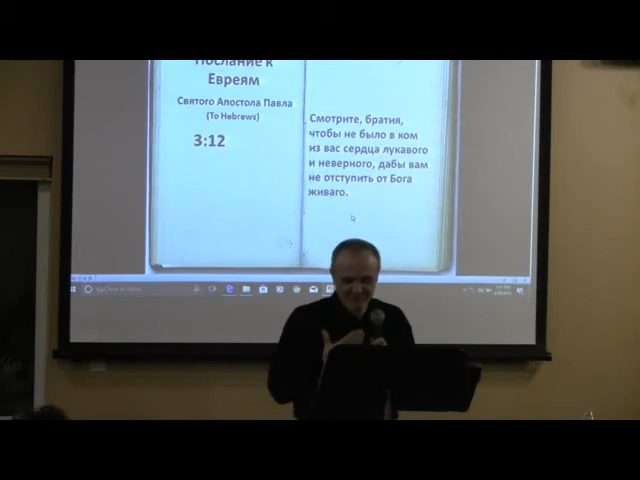 Послание к
Евреям
Святого Апостола Павла
(To Hebrews)
3:12
Смотрите, братия,
чтобы не было в ком
из вас сердца лукавого
и неверного, дабы вам
не отступить от Бога
живаго.